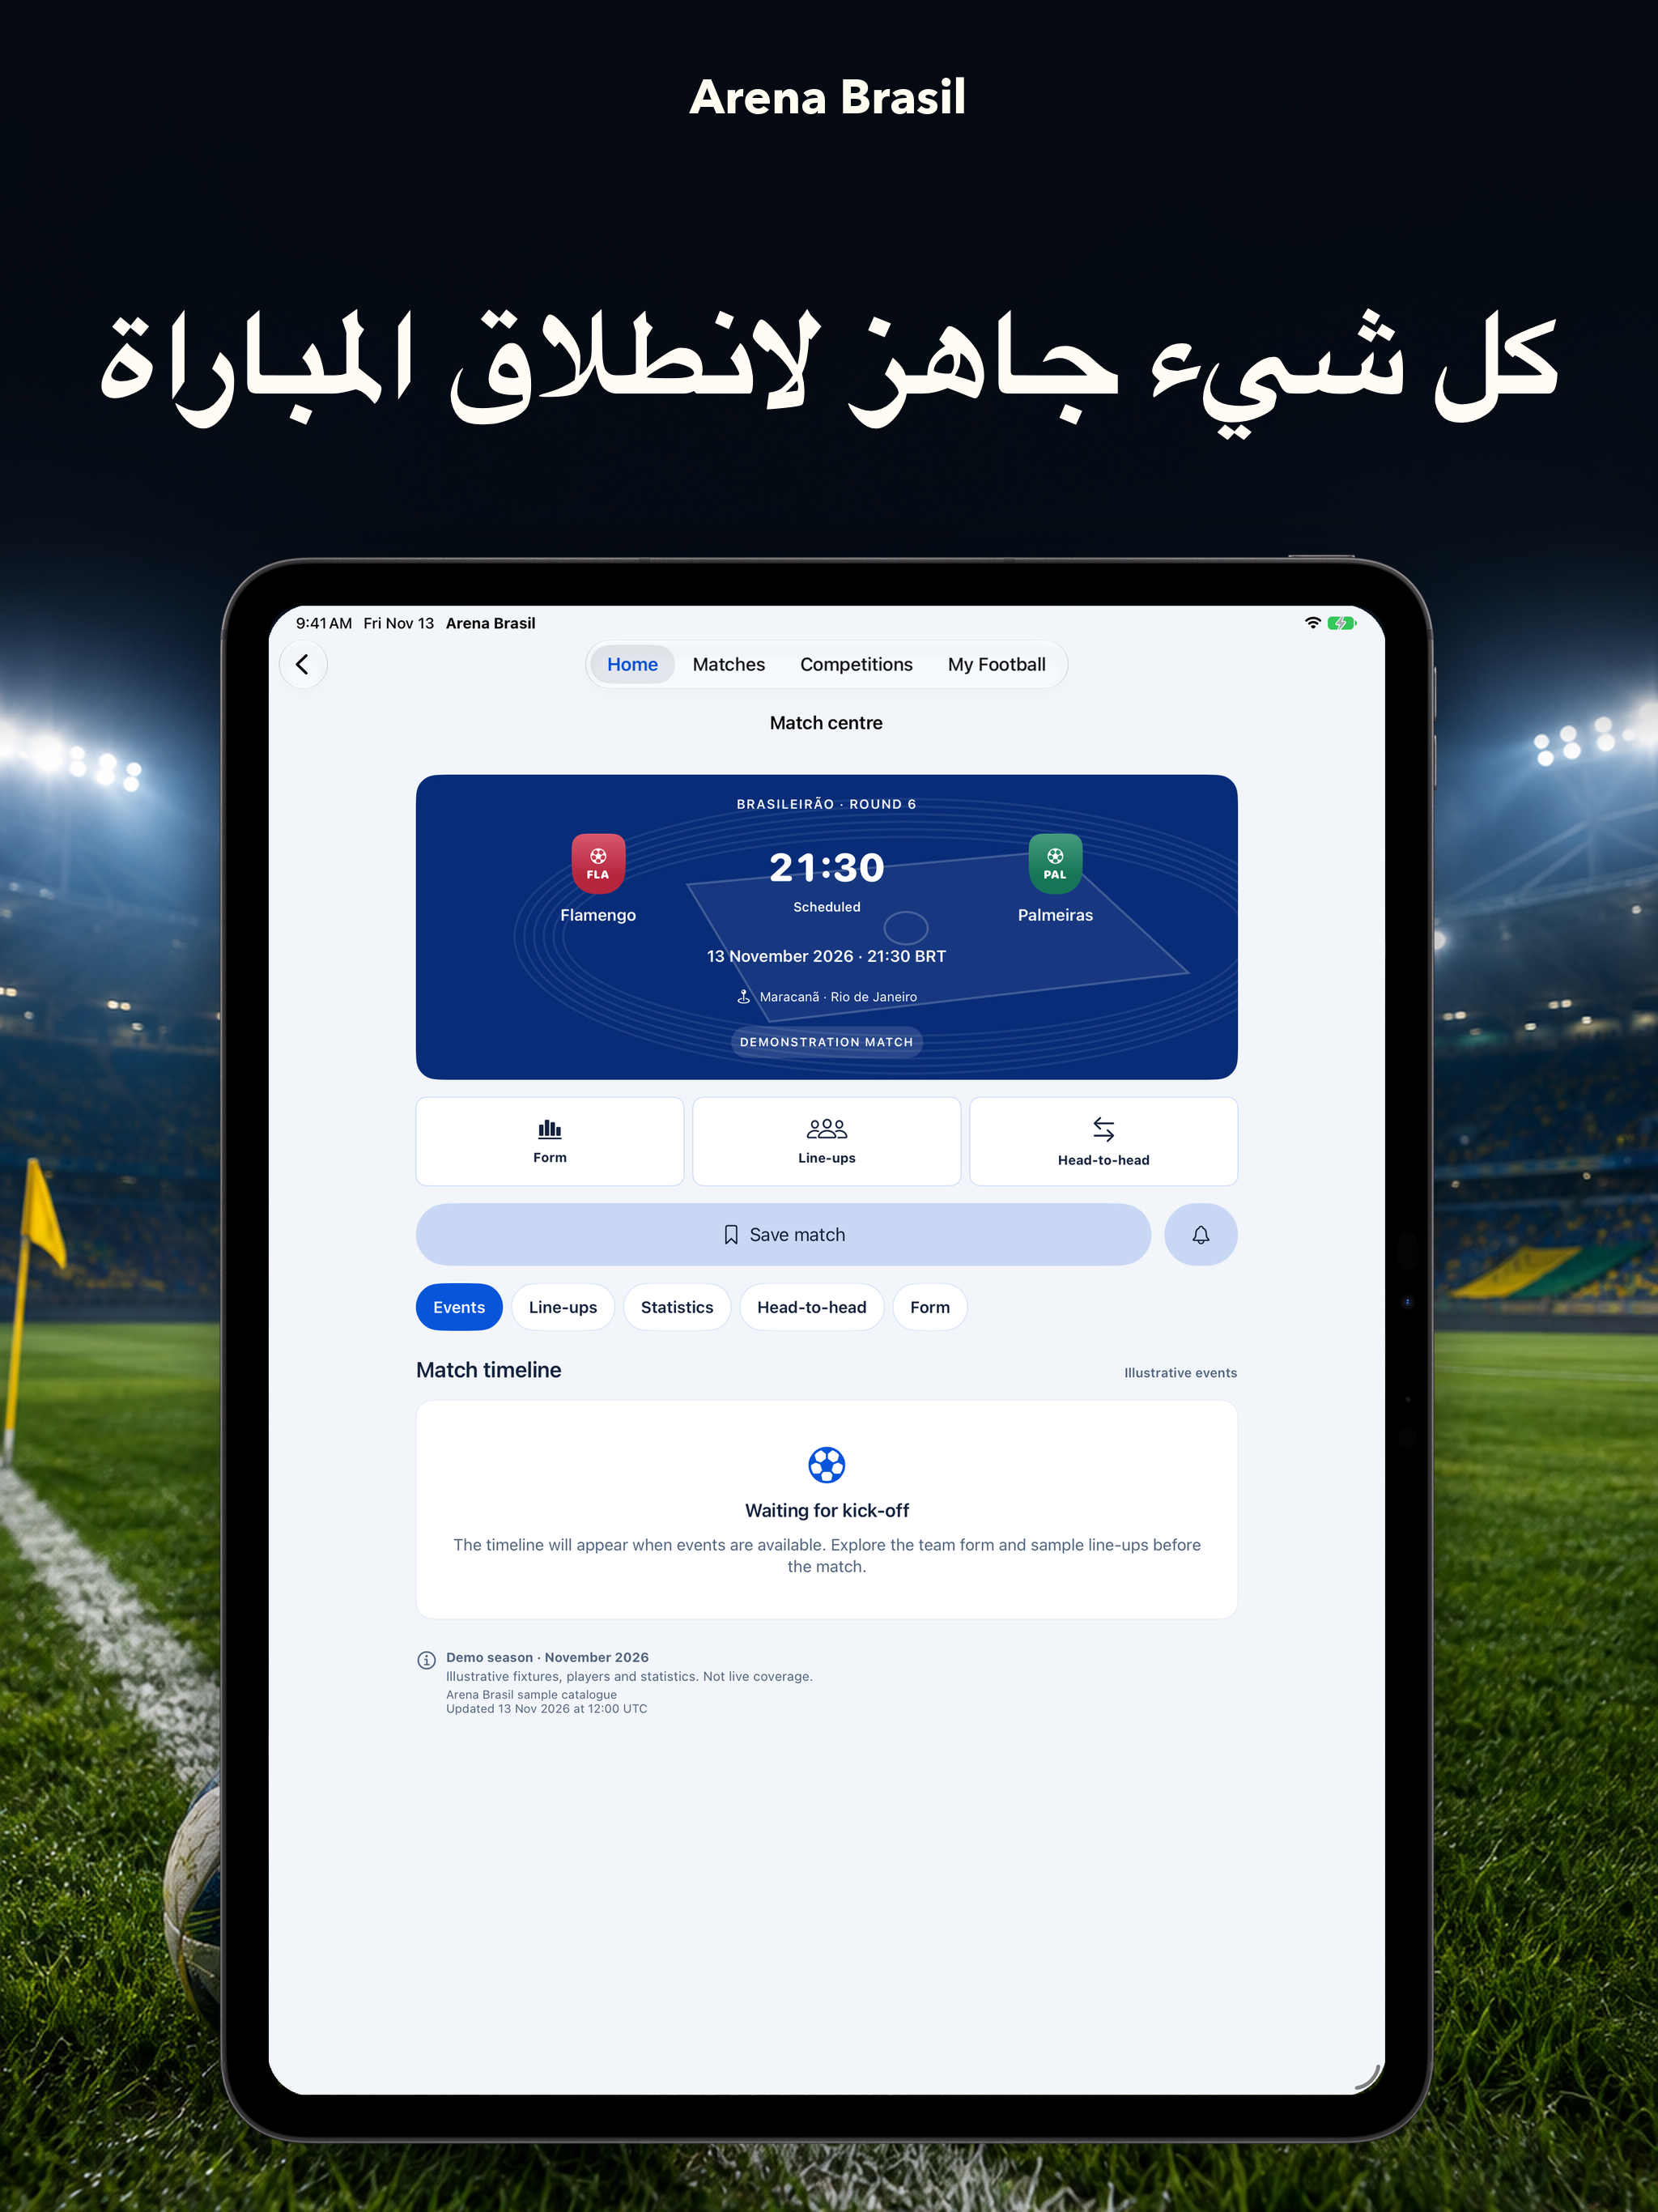 Arena Brasil
كل شيء جاهز لانطلاق المباراة
9:41 AM Fri Nov 13 Arena Brasil
Home Matches Competitions My Football
Match centre
BRASILEIRÃO · ROUND 6
FLA
21:30
PAL
Flamengo
Scheduled
Palmeiras
13 November 2026 · 21:30 BRT
Maracanã · Rio de Janeiro
DEMONSTRATION MATCH
Form
Line-ups
Head-to-head
Save match
Events Line-ups Statistics Head-to-head Form
Match timeline
Illustrative events
Waiting for kick-off
The timeline will appear when events are available. Explore the team form and sample line-ups before
the match.
Demo season · November 2026
Illustrative fixtures, players and statistics. Not live coverage.
Arena Brasil sample catalogue
Updated 13 Nov 2026 at 12:00 UTC